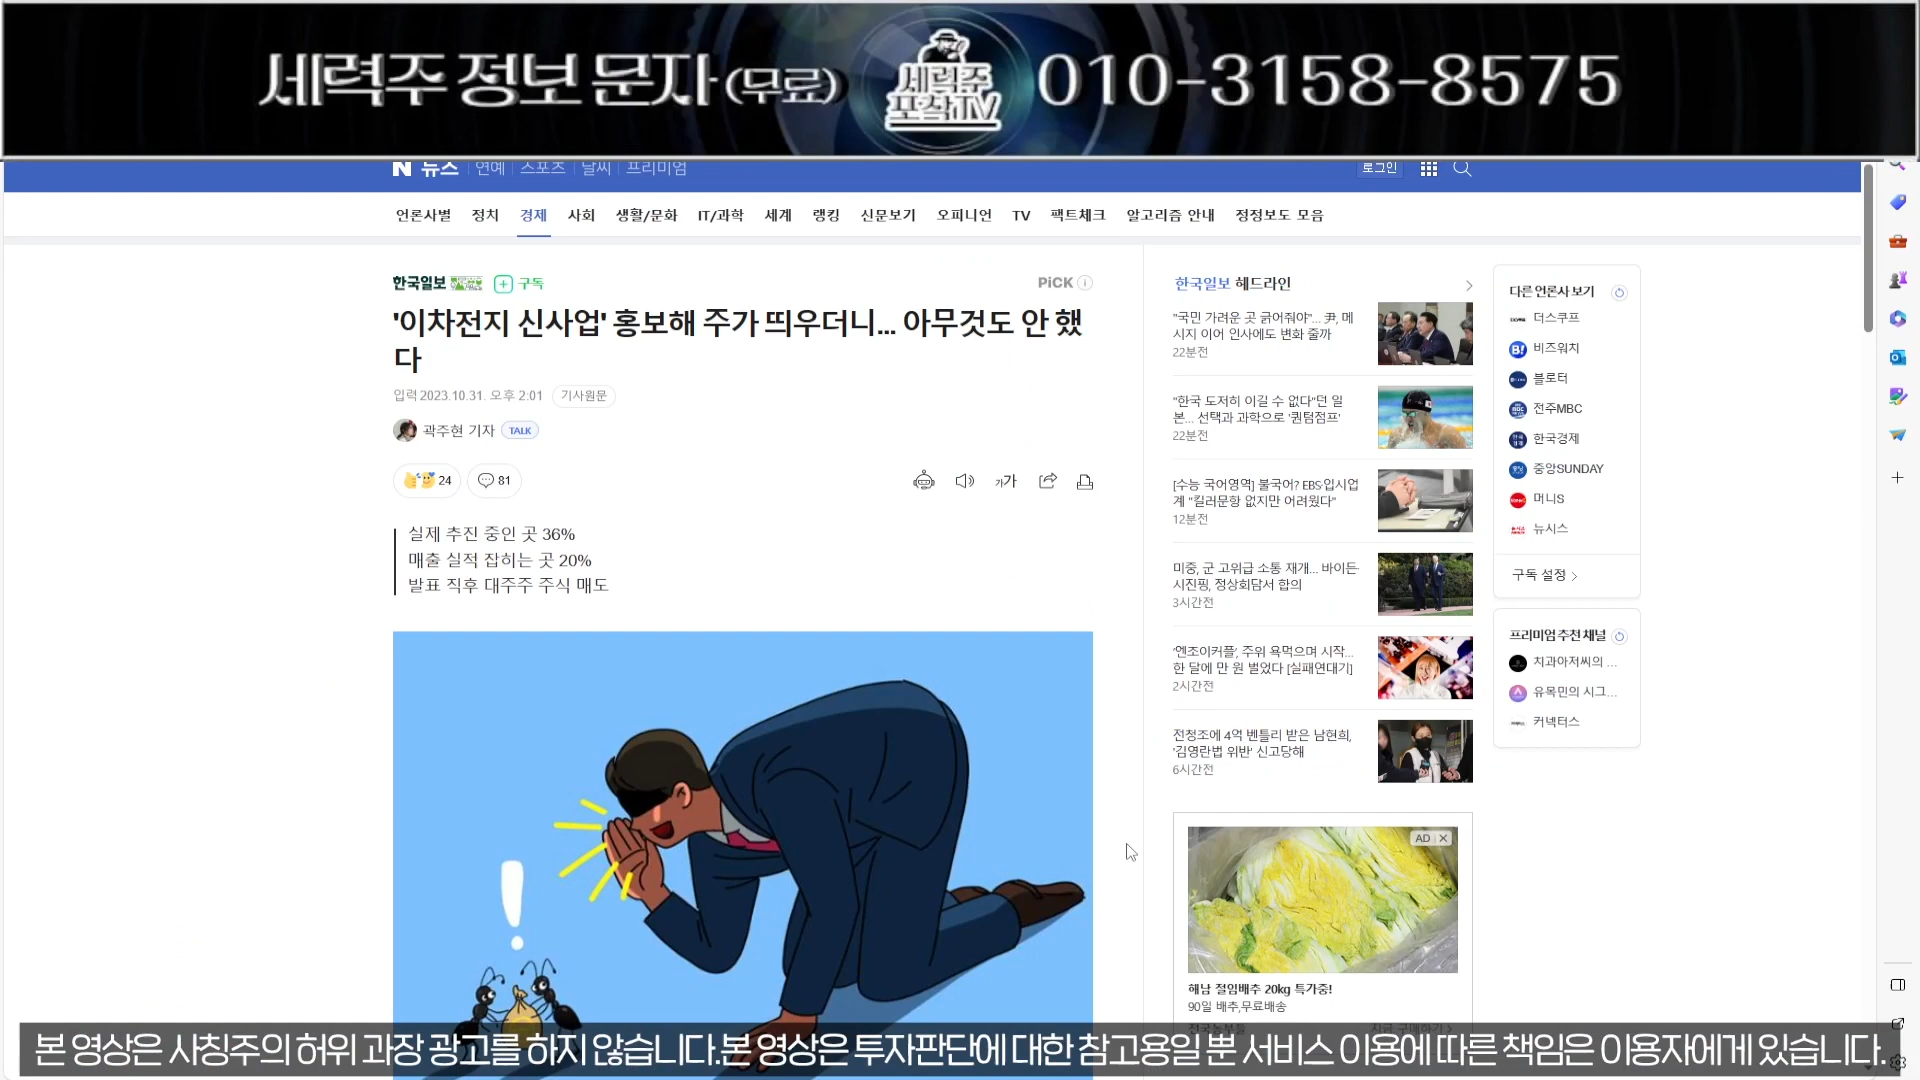 세력주 정보 문자 (무료)
세력주
포착TV
010-3158-8575
N 뉴스 연예 스포츠 날씨 프리미엄
로그인
언론사별 정치 경제 사회 생활/문화 IT/과학 세계 랭킹 신문보기 오피니언 TV 팩트체크 알고리즘 안내 정정보도 모음
한국일보
구독
PiCK
'이차전지 신사업' 홍보해 주가 띄우더니... 아무것도 안 했
다
입력 2023.10.31. 오후 2:01
기사원문
곽주현 기자
TALK
24
81
가가
실제 추진 중인 곳 36%
매출 실적 잡히는 곳 20%
발표 직후 대주주 주식 매도
한국일보 헤드라인
"국민 가려운 곳 긁어줘야"... 尹, 메
시지 이어 인사에도 변화 줄까
22분전
"한국 도저히 이길 수 없다"던 일
본... 선택과 과학으로 '퀀텀점프'
22분전
[수능 국어영역] 불국어? EBS·입시업
계 "킬러문항 없지만 어려웠다"
12분전
미중, 군 고위급 소통 재개... 바이든·
시진핑, 정상회담서 합의
3시간전
'엔조이커플', 주위 욕먹으며 시작...
한 달에 만 원 벌었다 [실패연대기]
2시간전
전청조에 4억 벤틀리 받은 남현희,
'김영란법 위반' 신고당해
6시간전
AD X
해남 절임배추 20kg 특가중!
90일 배추,무료배송
전국농부들
지금 구매하기
다른 언론사 보기
더스쿠프
비즈워치
블로터
전주MBC
한국경제
중앙SUNDAY
머니S
뉴시스
구독 설정
프리미엄 추천 채널
치과아저씨의 ...
유목민의 시그...
커넥터스
본 영상은 사칭주의 허위 과장 광고를 하지 않습니다.본 영상은 투자판단에 대한 참고용일 뿐 서비스 이용에 따른 책임은 이용자에게 있습니다.